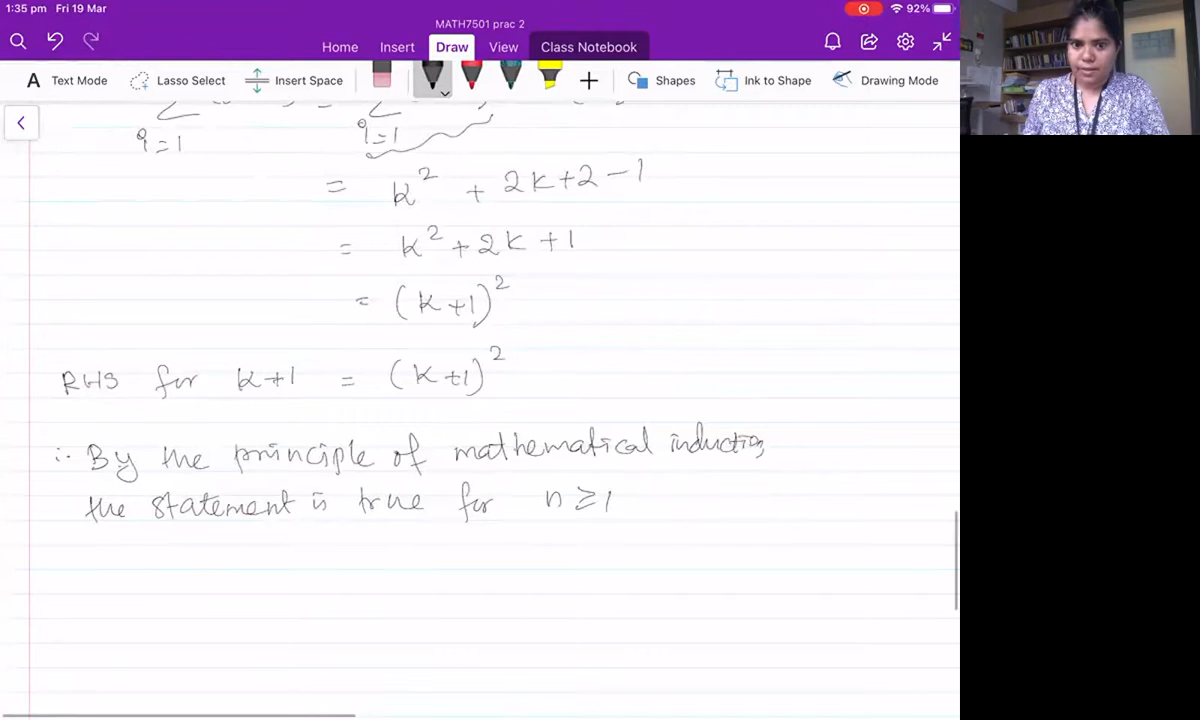 1:35 pm Fri 19 Mar
92%
MATH7501 prac 2
Home Insert Draw View Class Notebook
Text Mode Lasso Select Insert Space Shapes Ink to Shape Drawing Mode
i=1 i=1
= k² + 2k+2-1
= k² + 2k + 1
= (k+1)²
RHS for k+1 = (k+1)²
∴ By the principle of mathematical induction,
the statement is true for n ≥ 1